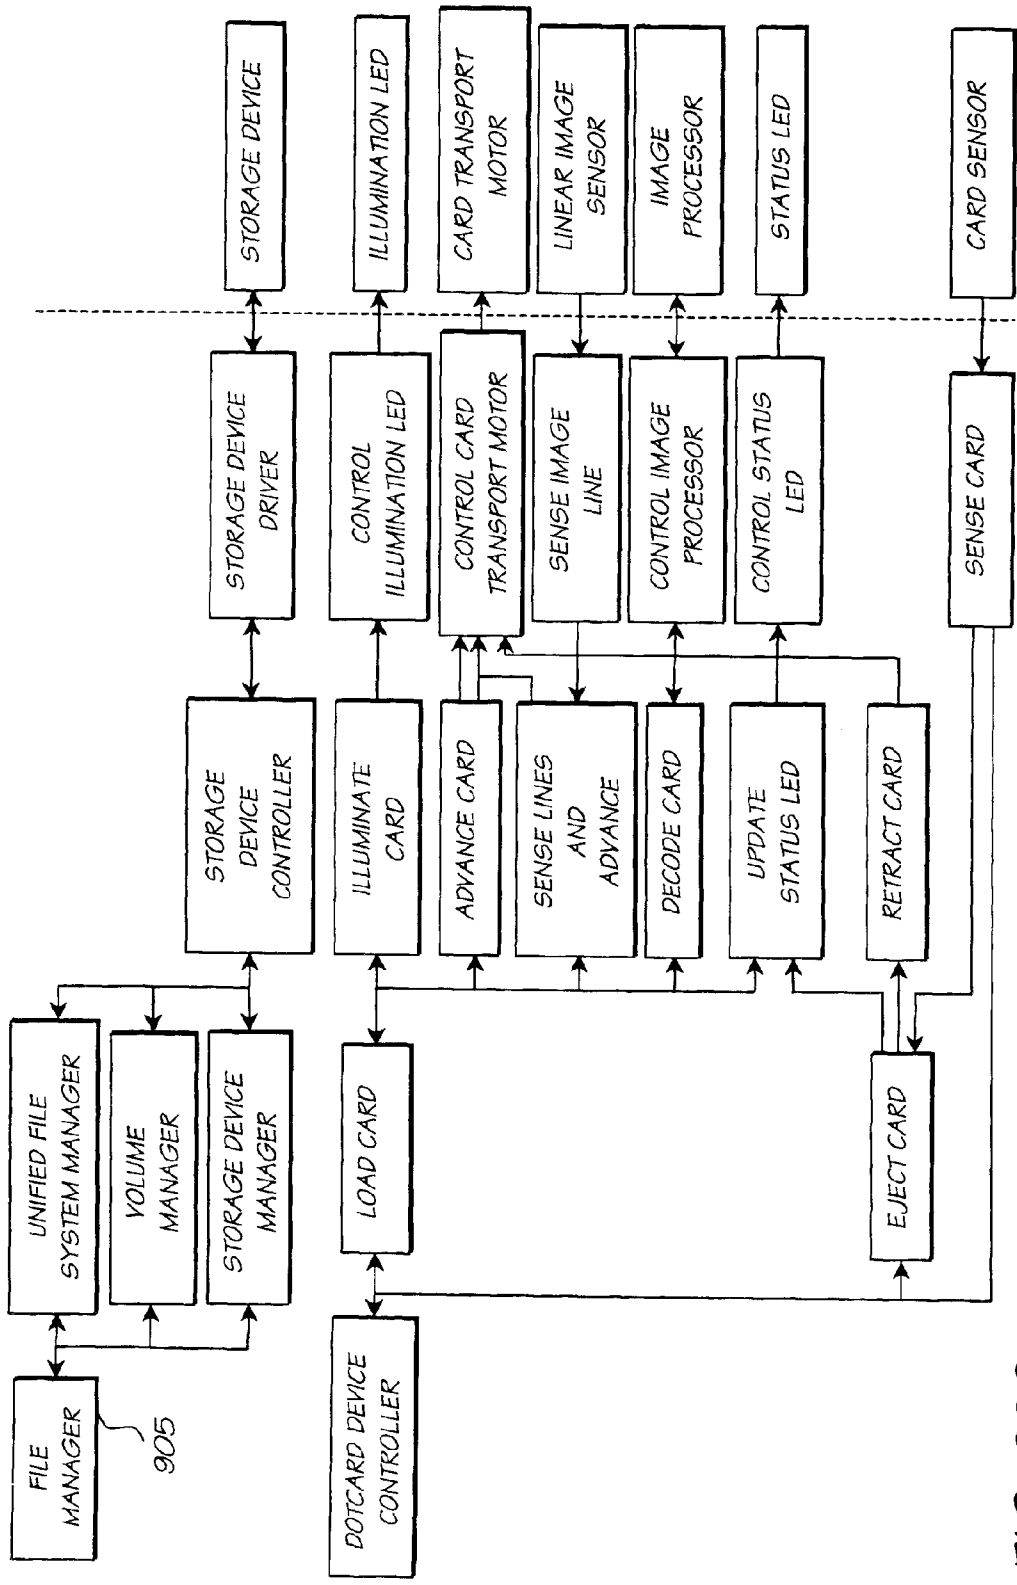 FILE
MANAGER
905
UNIFIED FILE
SYSTEM MANAGER
VOLUME
MANAGER
STORAGE DEVICE
MANAGER
STORAGE
DEVICE
CONTROLLER
STORAGE DEVICE
DRIVER
STORAGE DEVICE
DOTCARD DEVICE
CONTROLLER
LOAD CARD
ILLUMINATE
CARD
CONTROL
ILLUMINATION LED
ILLUMINATION LED
ADVANCE CARD
CONTROL CARD
TRANSPORT MOTOR
CARD TRANSPORT
MOTOR
SENSE LINES
AND
ADVANCE
SENSE IMAGE
LINE
LINEAR IMAGE
SENSOR
DECODE CARD
CONTROL IMAGE
PROCESSOR
IMAGE
PROCESSOR
UPDATE
STATUS LED
CONTROL STATUS
LED
STATUS LED
EJECT CARD
RETRACT CARD
SENSE CARD
CARD SENSOR